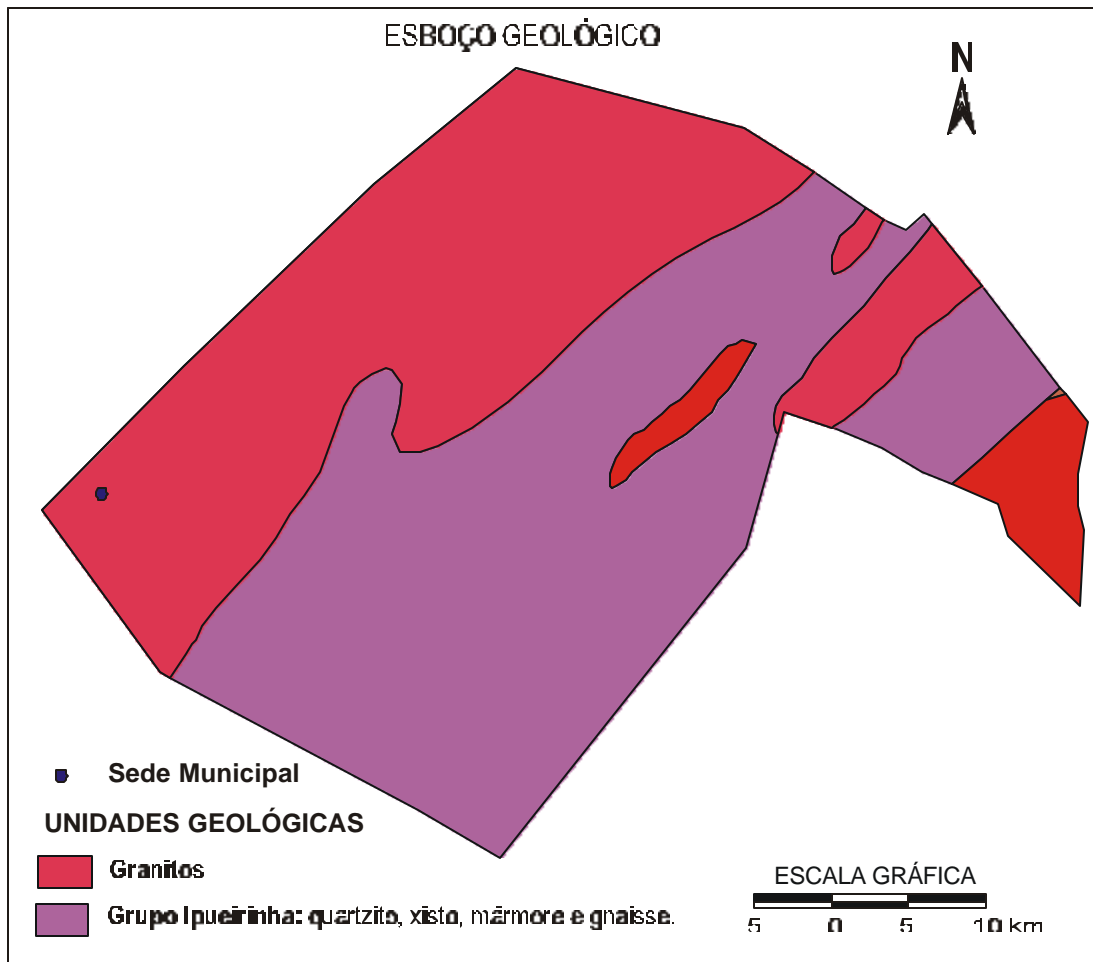 ESBOÇO GEOLÓGICO
N
Sede Municipal
UNIDADES GEOLÓGICAS
Granitos
Grupo Ipueirinha: quartzito, xisto, mármore e gnaisse.
ESCALA GRÁFICA
5 0 5 10 km